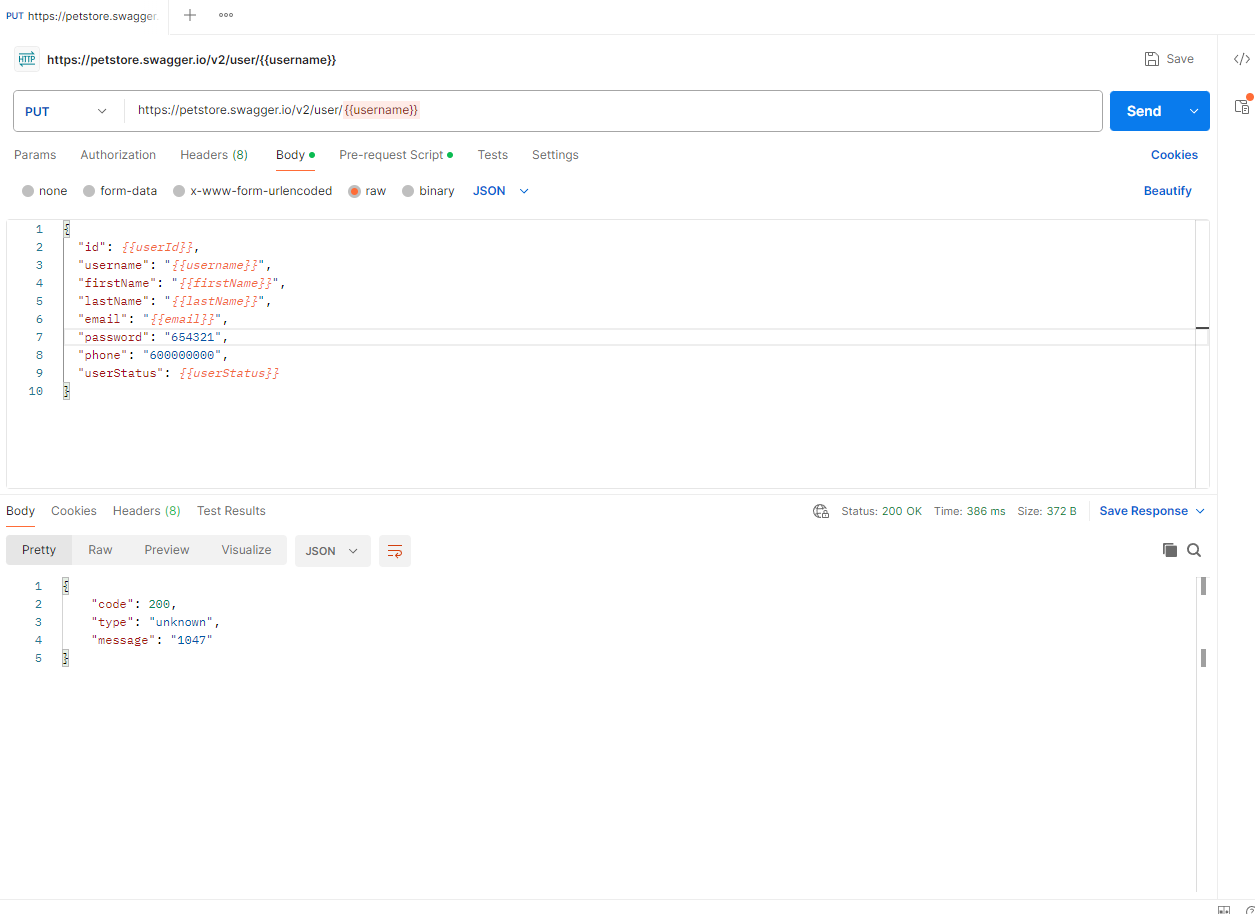 PUT https://petstore.swagger.
HTTP https://petstore.swagger.io/v2/user/{{username}} Save
PUT https://petstore.swagger.io/v2/user/{{username}} Send
Params Authorization Headers (8) Body Pre-request Script Tests Settings Cookies
none form-data x-www-form-urlencoded raw binary JSON Beautify
1 {
2 "id": {{userId}},
3 "username": "{{username}}",
4 "firstName": "{{firstName}}",
5 "lastName": "{{lastName}}",
6 "email": "{{email}}",
7 "password": "654321",
8 "phone": "600000000",
9 "userStatus": {{userStatus}}
10 }
Body Cookies Headers (8) Test Results Status: 200 OK Time: 386 ms Size: 372 B Save Response
Pretty Raw Preview Visualize JSON
1 {
2 "code": 200,
3 "type": "unknown",
4 "message": "1047"
5 }